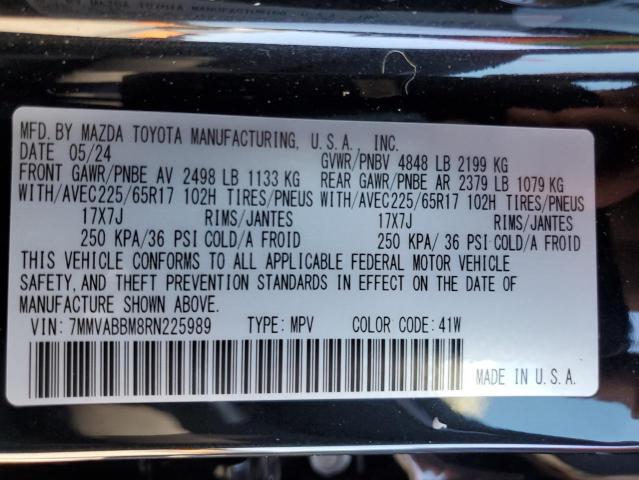 MFD. BY MAZDA TOYOTA MANUFACTURING, U.S.A., INC.
DATE 05/24 GVWR/PNBV 4848 LB 2199 KG
FRONT GAWR/PNBE AV 2498 LB 1133 KG REAR GAWR/PNBE AR 2379 LB 1079 KG
WITH/AVEC225/65R17 102H TIRES/PNEUS WITH/AVEC225/65R17 102H TIRES/PNEUS
17X7J RIMS/JANTES 17X7J RIMS/JANTES
250 KPA/36 PSI COLD/A FROID 250 KPA/ 36 PSI COLD/A FROID
THIS VEHICLE CONFORMS TO ALL APPLICABLE FEDERAL MOTOR VEHICLE
SAFETY, AND THEFT PREVENTION STANDARDS IN EFFECT ON THE DATE OF
MANUFACTURE SHOWN ABOVE.
VIN: 7MMVABBM8RN225989 TYPE: MPV COLOR CODE: 41W
MADE IN U.S.A.